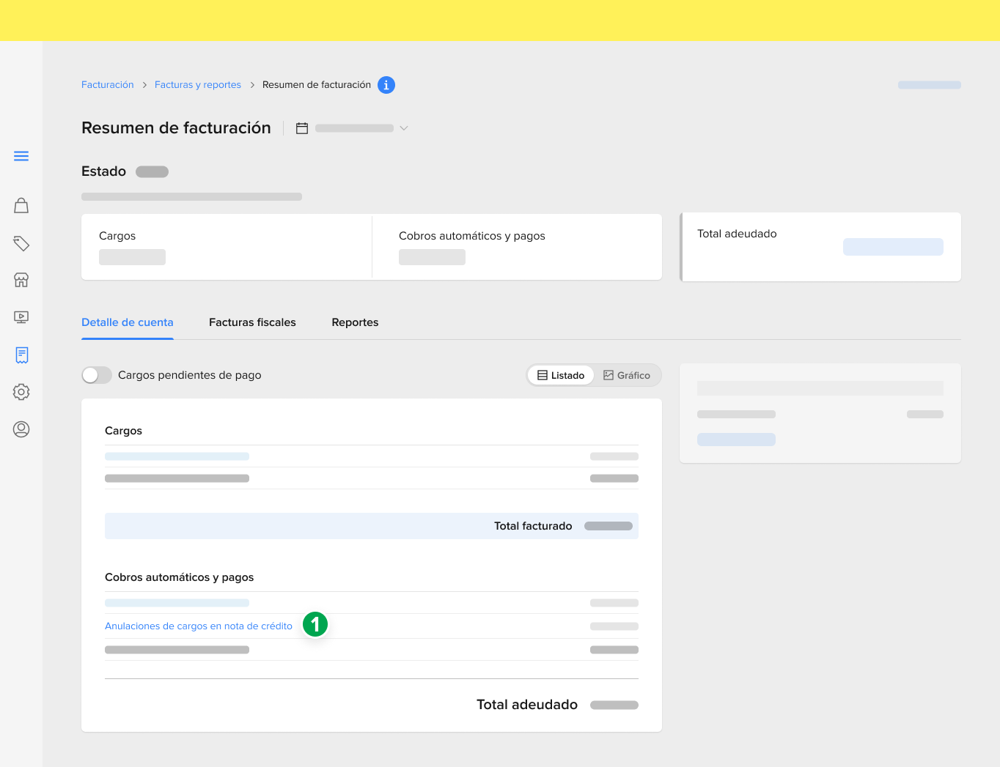 Facturación > Facturas y reportes > Resumen de facturación
Resumen de facturación
Estado
Cargos
Cobros automáticos y pagos
Total adeudado
Detalle de cuenta
Facturas fiscales
Reportes
Cargos pendientes de pago
Listado
Gráfico
Cargos
Total facturado
Cobros automáticos y pagos
Anulaciones de cargos en nota de crédito
1
Total adeudado